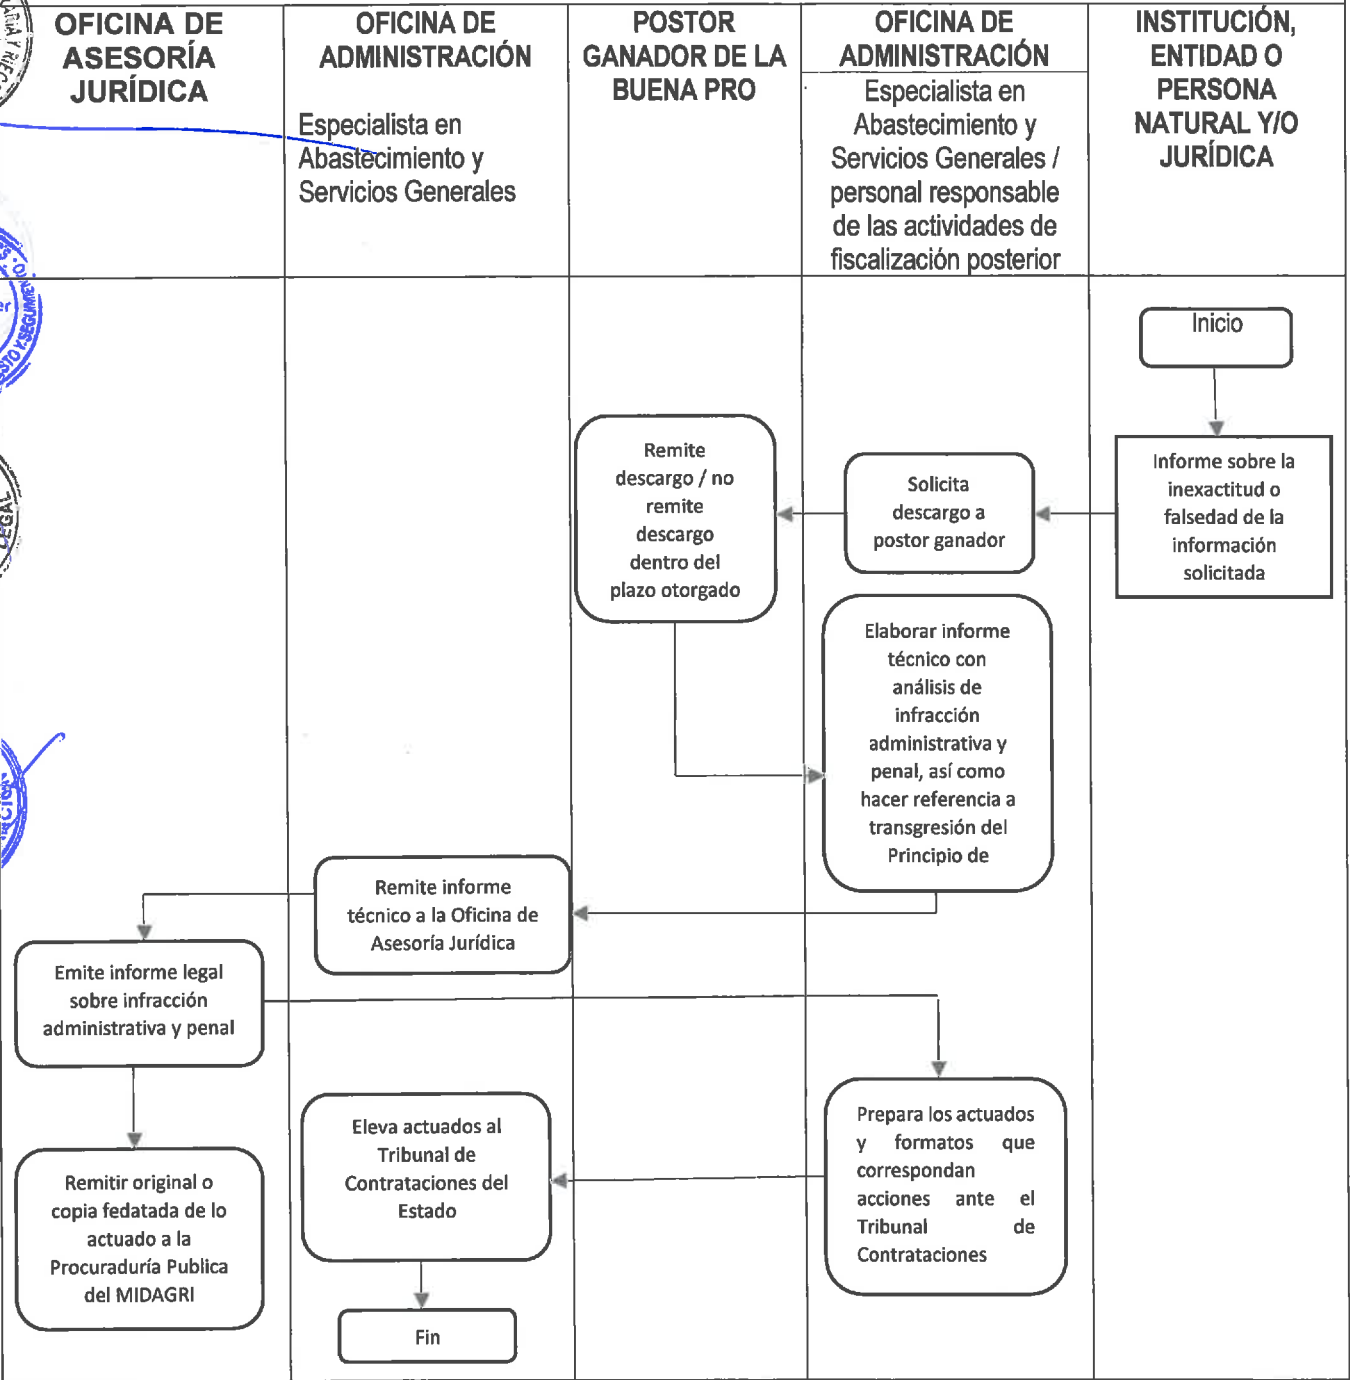 OFICINA DE
ASESORÍA
JURÍDICA
OFICINA DE
ADMINISTRACIÓN
Especialista en
Abastecimiento y
Servicios Generales
POSTOR
GANADOR DE LA
BUENA PRO
OFICINA DE
ADMINISTRACIÓN
Especialista en
Abastecimiento y
Servicios Generales /
personal responsable
de las actividades de
fiscalización posterior
INSTITUCIÓN,
ENTIDAD O
PERSONA
NATURAL Y/O
JURÍDICA
Inicio
Informe sobre la
inexactitud o
falsedad de la
información
solicitada
Solicita
descargo a
postor ganador
Remite
descargo / no
remite
descargo
dentro del
plazo otorgado
Elaborar informe
técnico con
análisis de
infracción
administrativa y
penal, así como
hacer referencia a
transgresión del
Principio de
Remite informe
técnico a la Oficina de
Asesoría Jurídica
Emite informe legal
sobre infracción
administrativa y penal
Remitir original o
copia fedatada de lo
actuado a la
Procuraduría Publica
del MIDAGRI
Prepara los actuados
y formatos que
correspondan
acciones ante el
Tribunal de
Contrataciones
Eleva actuados al
Tribunal de
Contrataciones del
Estado
Fin
LEGAL